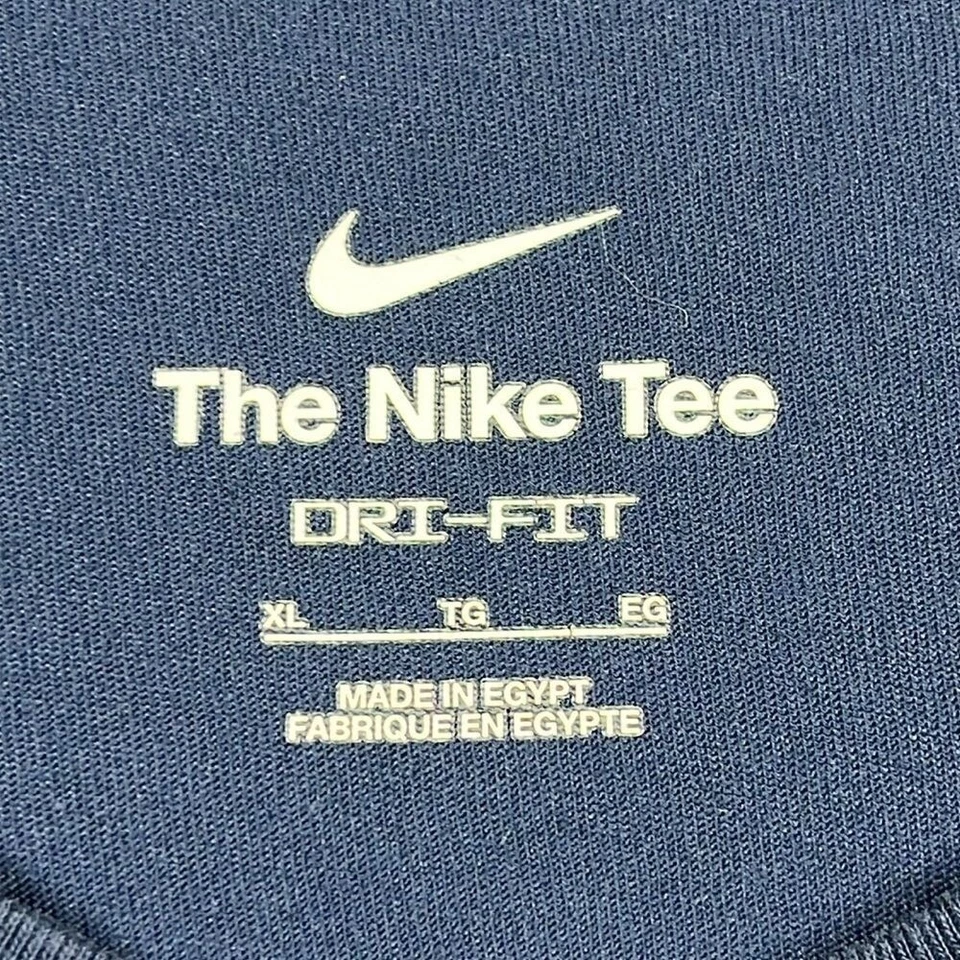 The Nike Tee
DRI-FIT
XL TG EG
MADE IN EGYPT
FABRIQUE EN EGYPTE